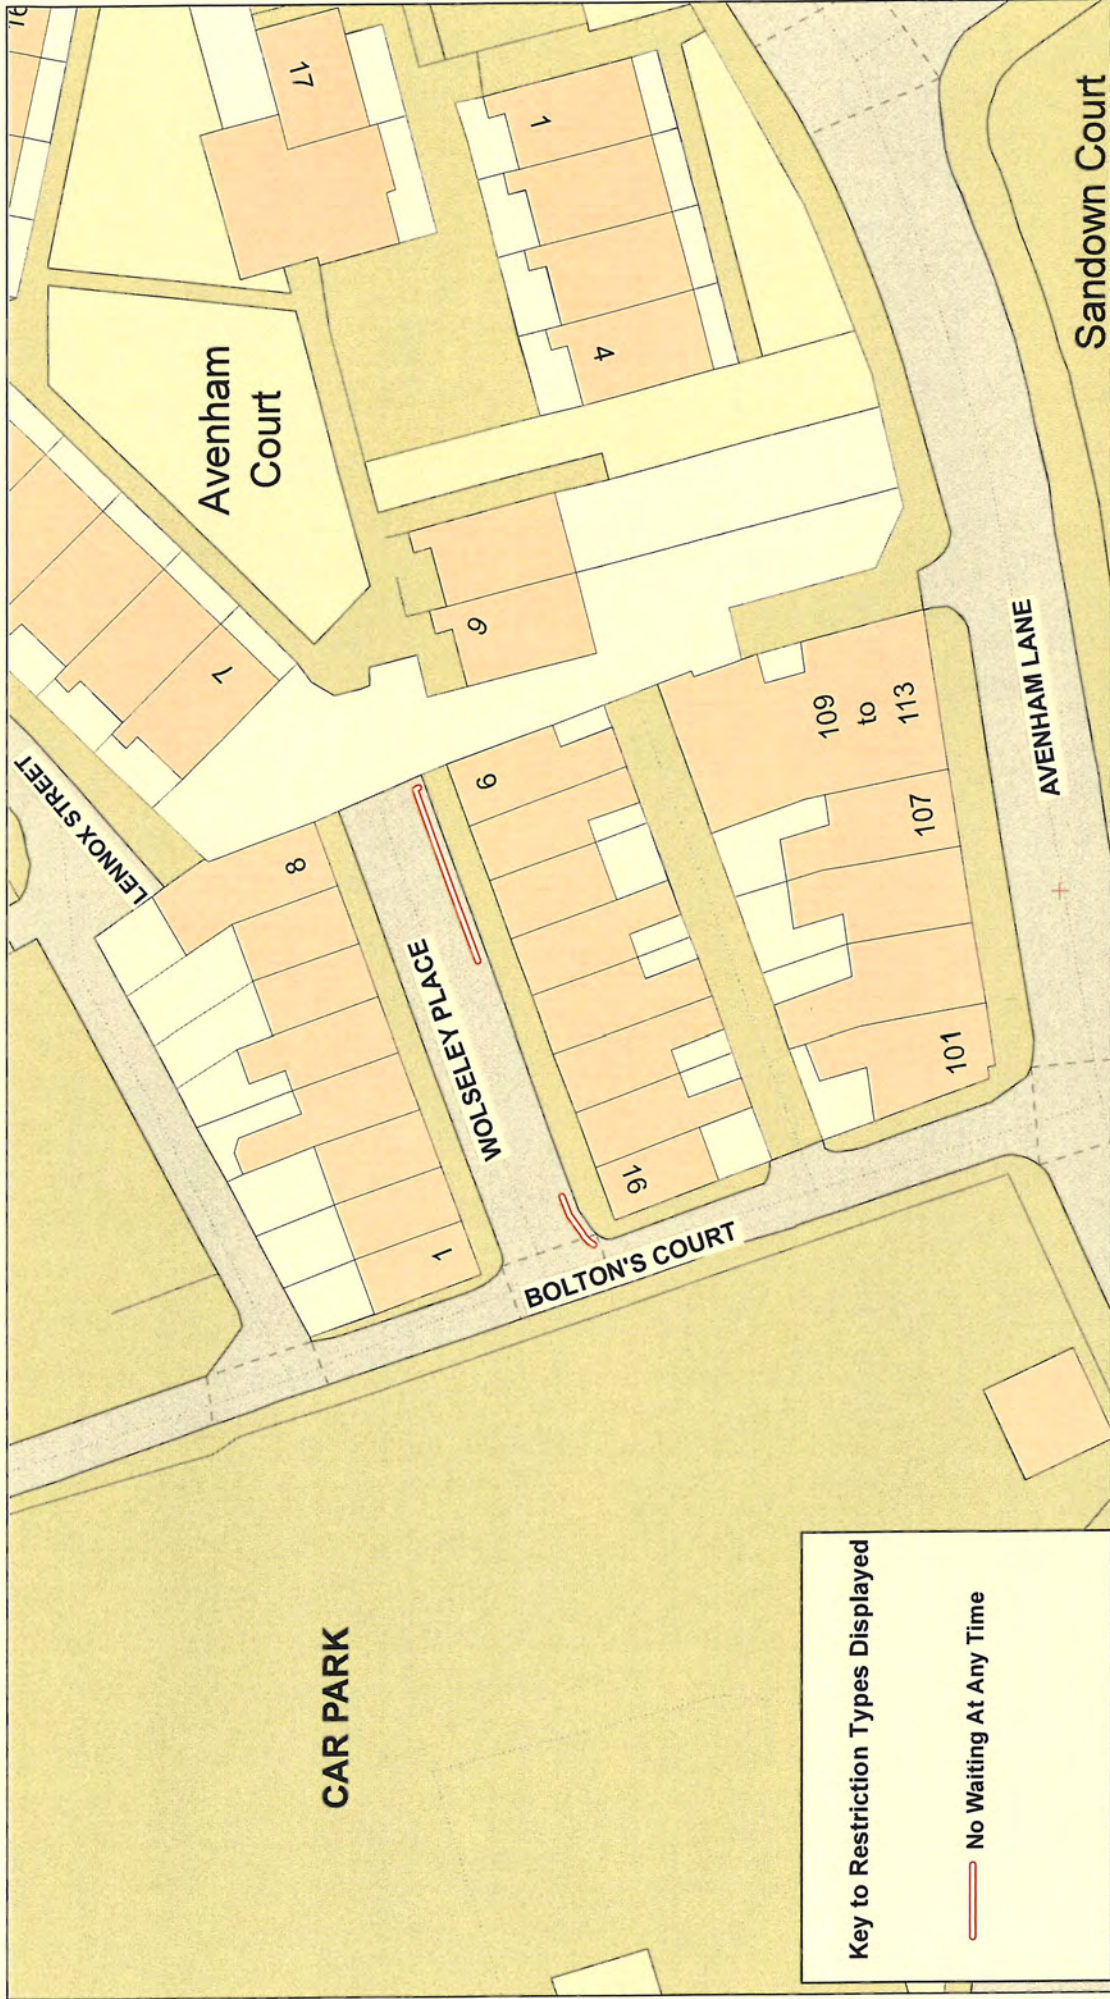 CAR PARK
LENNOX STREET
Avenham
Court
17
1
4
7
6
8
9
WOLSELEY PLACE
1
16
BOLTON'S COURT
109
to
113
107
101
AVENHAM LANE
Sandown Court
Key to Restriction Types Displayed
No Waiting At Any Time